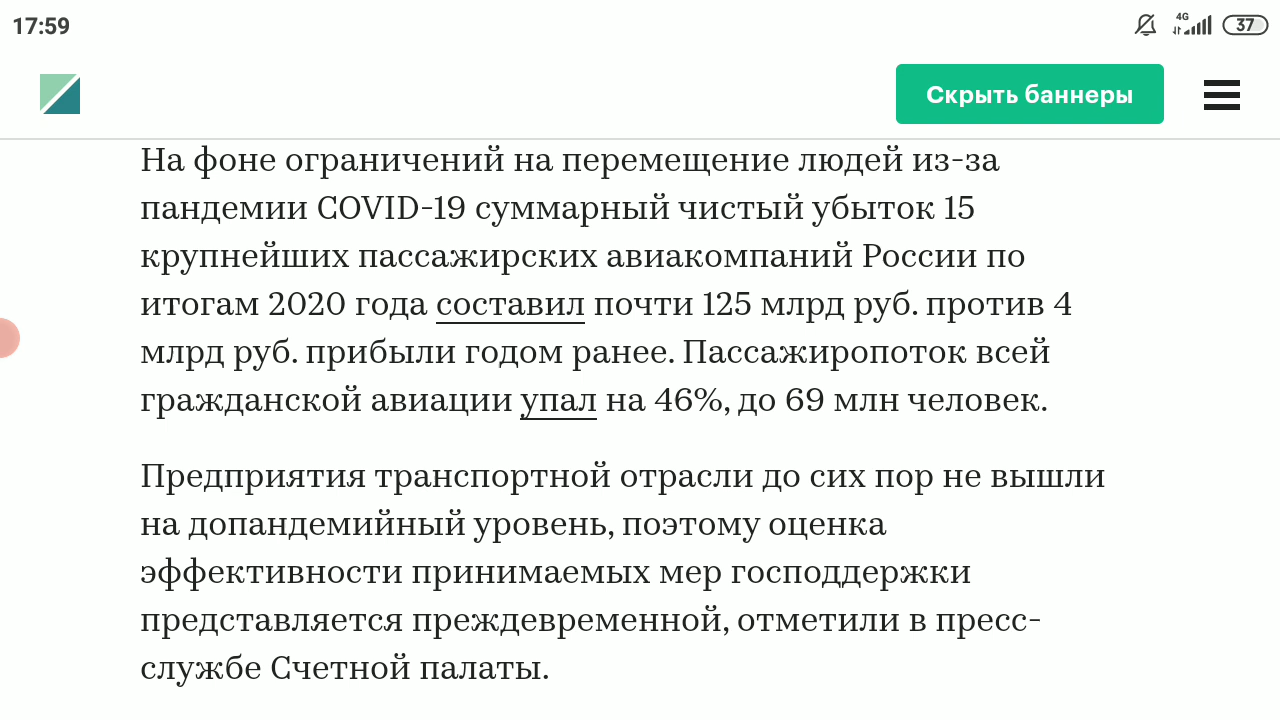 17:59
4G
37
Скрыть баннеры
На фоне ограничений на перемещение людей из-за
пандемии COVID-19 суммарный чистый убыток 15
крупнейших пассажирских авиакомпаний России по
итогам 2020 года составил почти 125 млрд руб. против 4
млрд руб. прибыли годом ранее. Пассажиропоток всей
гражданской авиации упал на 46%, до 69 млн человек.
Предприятия транспортной отрасли до сих пор не вышли
на допандемийный уровень, поэтому оценка
эффективности принимаемых мер господдержки
представляется преждевременной, отметили в пресс-
службе Счетной палаты.